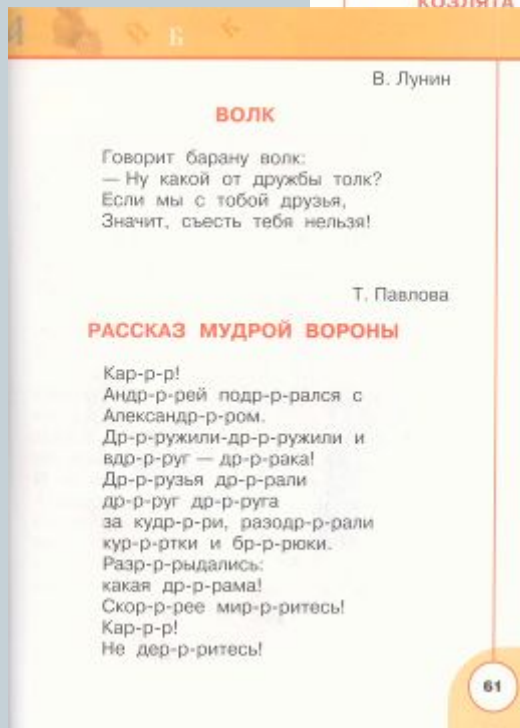 КОЗЛЯТА
П Б К
В. Лунин
ВОЛК
Говорит барану волк:
— Ну какой от дружбы толк?
Если мы с тобой друзья,
Значит, съесть тебя нельзя!
Т. Павлова
РАССКАЗ МУДРОЙ ВОРОНЫ
Кар-р-р!
Андр-р-рей подр-р-рался с
Александр-р-ром.
Др-р-ружили-др-р-ружили и
вдр-р-руг — др-р-рака!
Др-р-рузья др-р-рали
др-р-руг др-р-руга
за кудр-р-ри, разодр-р-рали
кур-р-ртки и бр-р-рюки.
Разр-р-рыдались:
какая др-р-рама!
Скор-р-рее мир-р-ритесь!
Кар-р-р!
Не дер-р-ритесь!
61